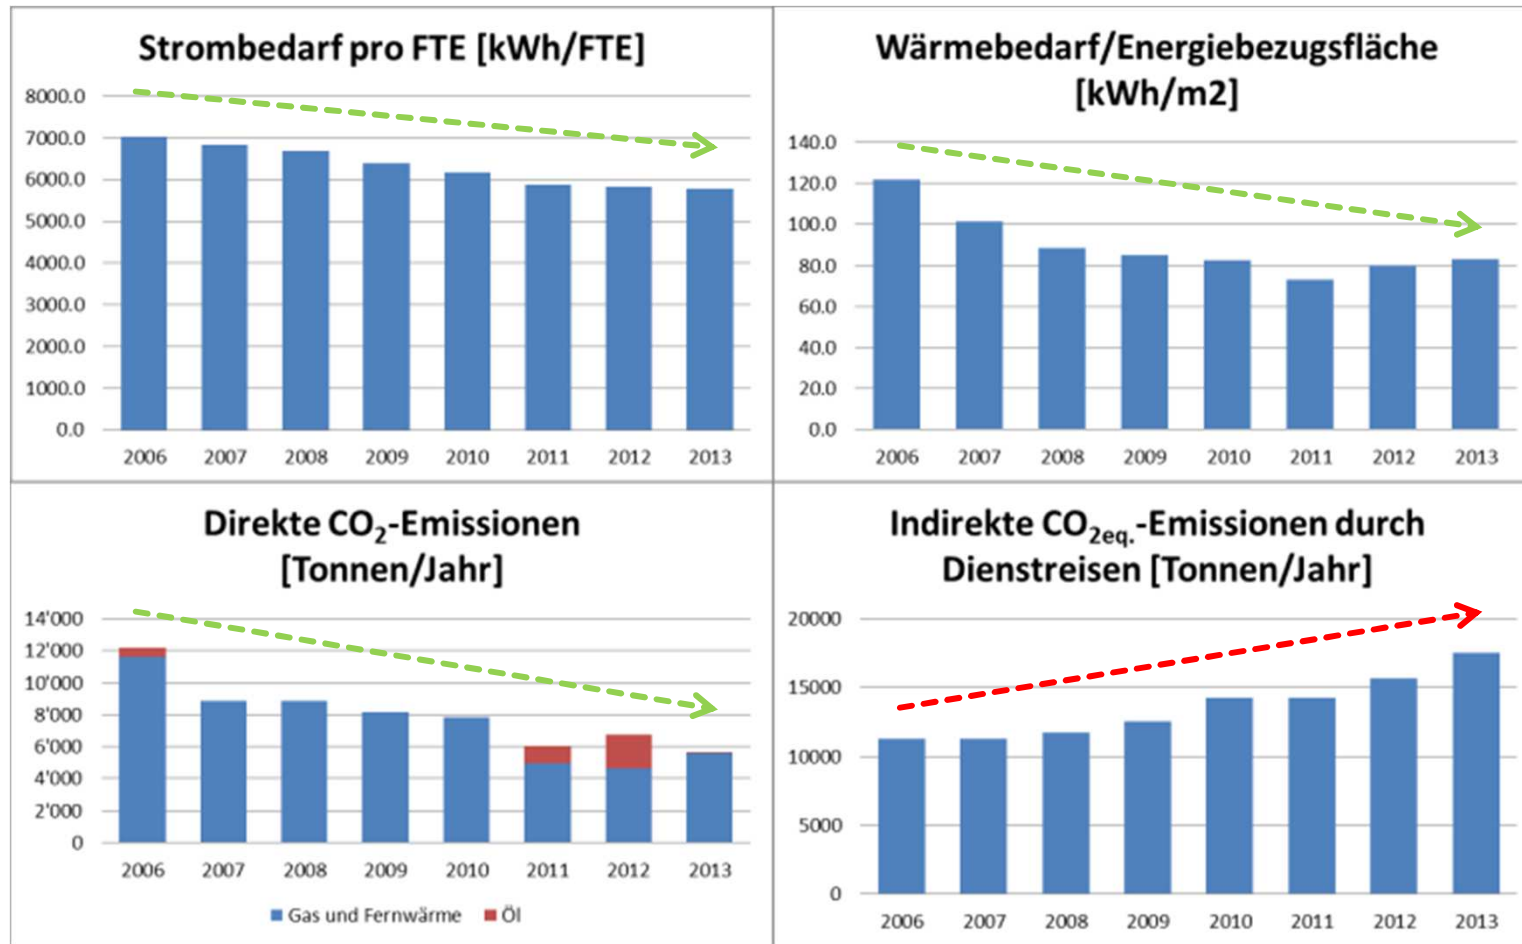 Strombedarf pro FTE [kWh/FTE]
8000.0
7000.0
6000.0
5000.0
4000.0
3000.0
2000.0
1000.0
0.0
2006 2007 2008 2009 2010 2011 2012 2013
Wärmebedarf/Energiebezugsfläche
[kWh/m2]
140.0
120.0
100.0
80.0
60.0
40.0
20.0
0.0
2006 2007 2008 2009 2010 2011 2012 2013
Direkte CO₂-Emissionen
[Tonnen/Jahr]
14'000
12'000
10'000
8'000
6'000
4'000
2'000
0
2006 2007 2008 2009 2010 2011 2012 2013
Gas und Fernwärme Öl
Indirekte CO2eq.-Emissionen durch
Dienstreisen [Tonnen/Jahr]
20000
15000
10000
5000
0
2006 2007 2008 2009 2010 2011 2012 2013